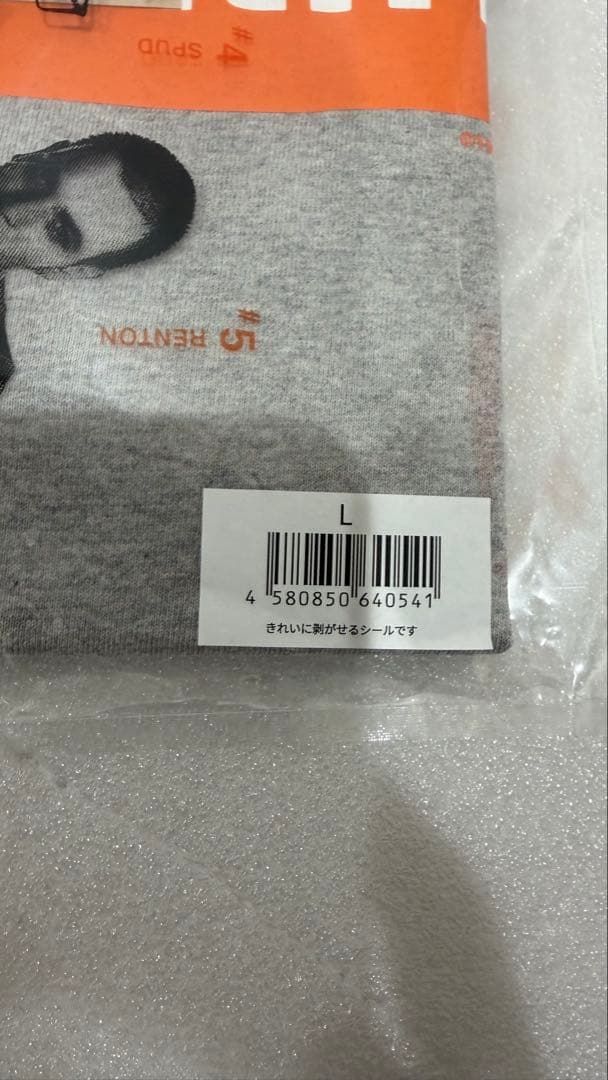 #4 SPUD
#5 RENTON
L
4 580850 640541
きれいに剥がせるシールです